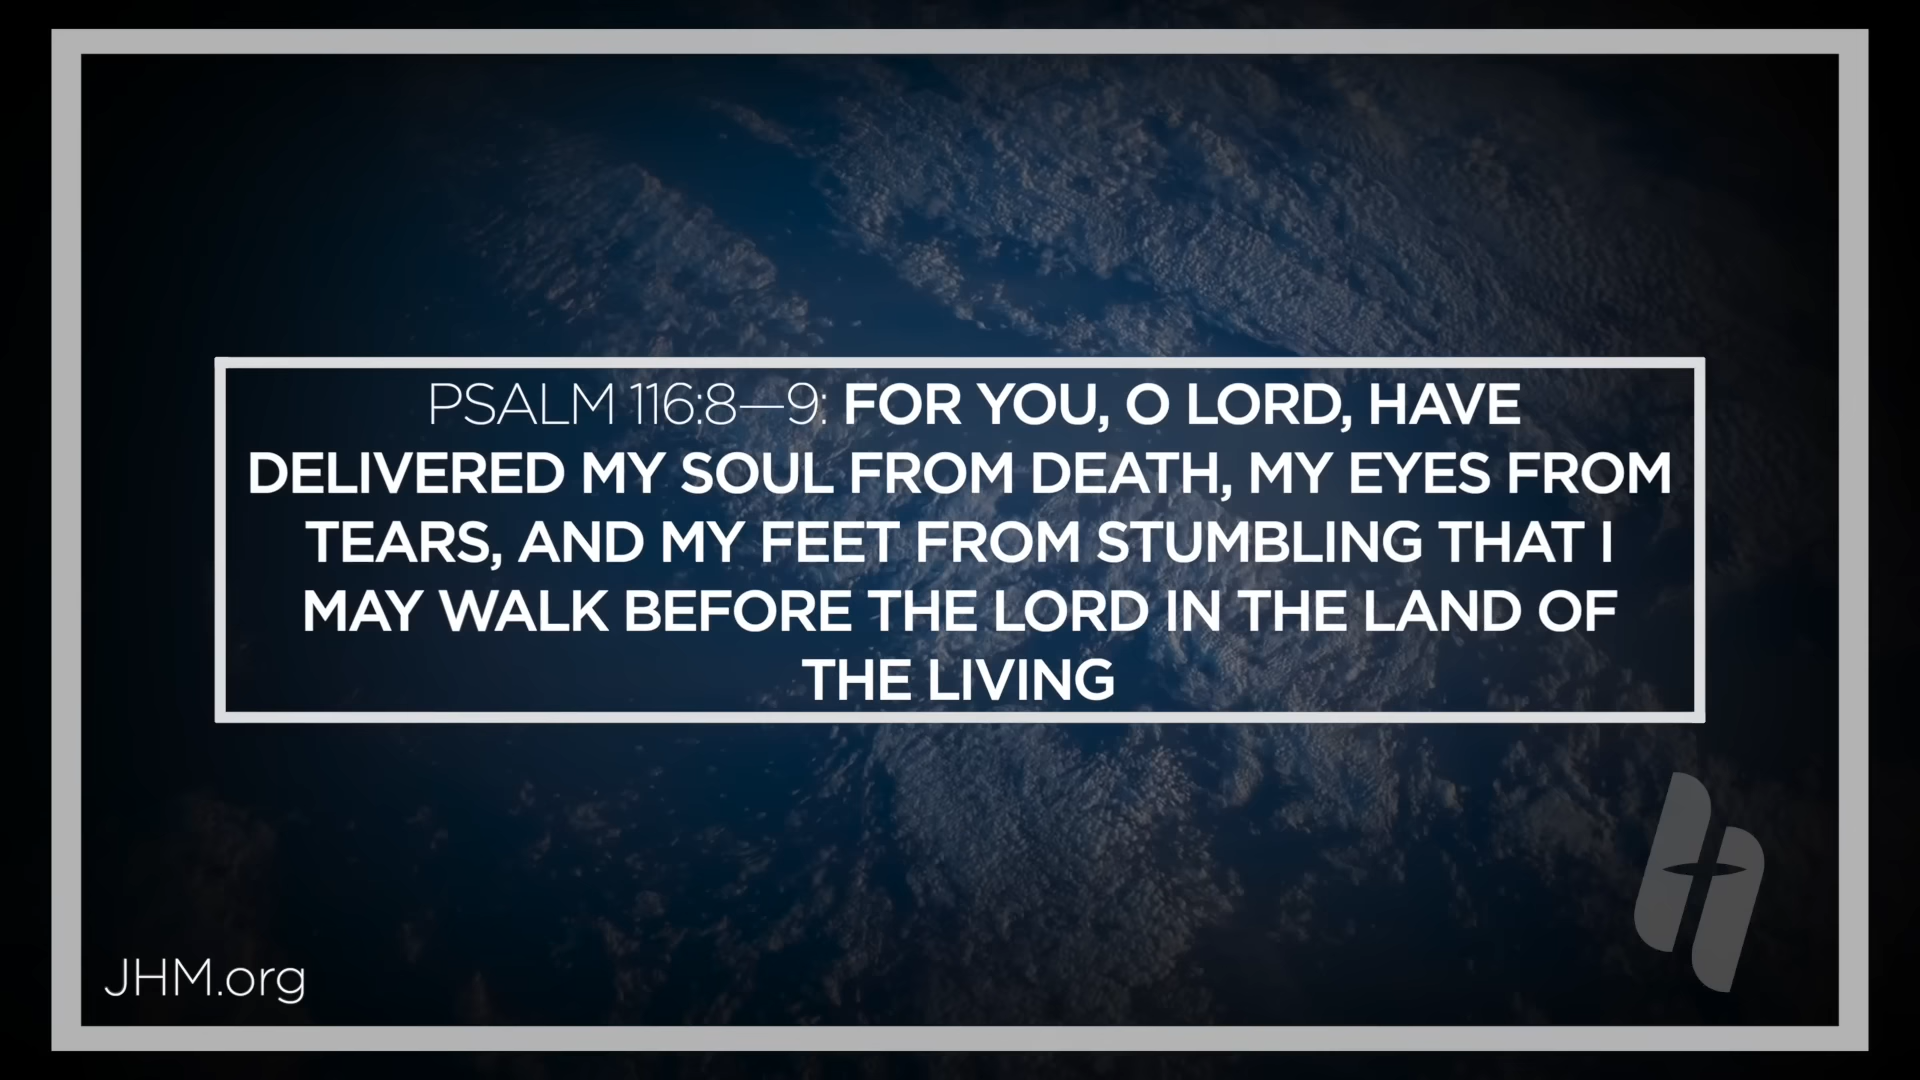 PSALM 116:8—9: FOR YOU, O LORD, HAVE
DELIVERED MY SOUL FROM DEATH, MY EYES FROM
TEARS, AND MY FEET FROM STUMBLING THAT I
MAY WALK BEFORE THE LORD IN THE LAND OF
THE LIVING
JHM.org